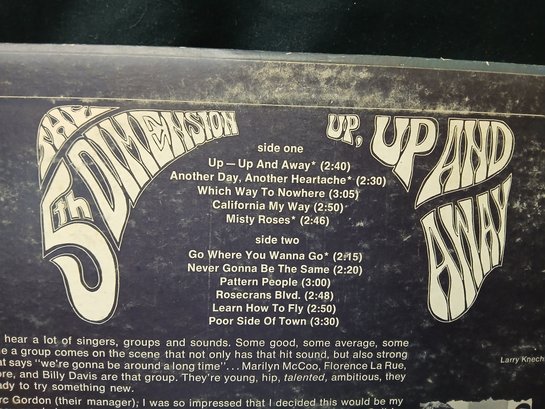 THE
5th DIMENSION
UP, UP AND
AWAY
side one
Up — Up And Away* (2:40)
Another Day, Another Heartache* (2:30)
Which Way To Nowhere (3:05)
California My Way (2:50)
Misty Roses* (2:46)
side two
Go Where You Wanna Go* (2:15)
Never Gonna Be The Same (2:20)
Pattern People (3:00)
Rosecrans Blvd. (2:48)
Learn How To Fly (2:50)
Poor Side Of Town (3:30)
hear a lot of singers, groups and sounds. Some good, some average, some
e a group comes on the scene that not only has that hit sound, but also strong
at says "we're gonna be around a long time"... Marilyn McCoo, Florence La Rue,
ore, and Billy Davis are that group. They're young, hip, talented, ambitious, they
dy to try something new.
rc Gordon (their manager), I was so impressed that I decided this would be my
Larry Knech